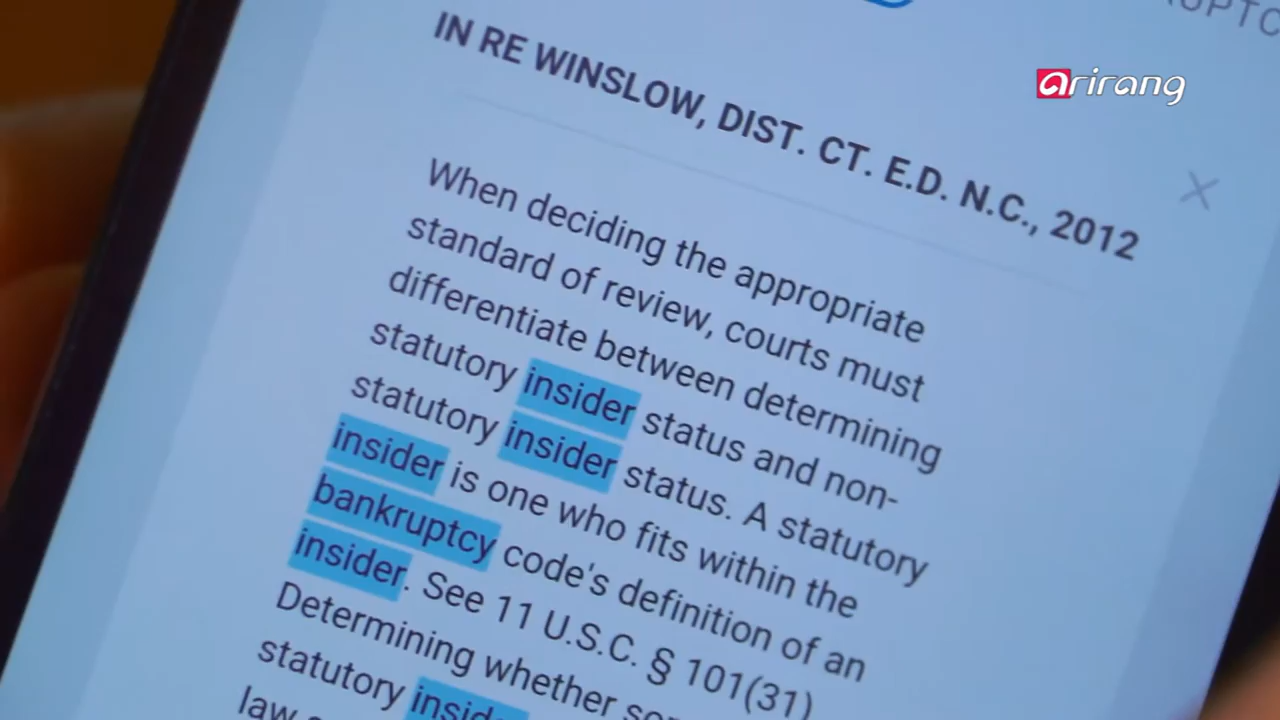 arirang
IN RE WINSLOW, DIST. CT. E.D. N.C., 2012
When deciding the appropriate
standard of review, courts must
differentiate between determining
statutory insider status and non-
statutory insider status. A statutory
insider is one who fits within the
bankruptcy code's definition of an
insider. See 11 U.S.C. § 101(31)
Determining whether
statutory
law